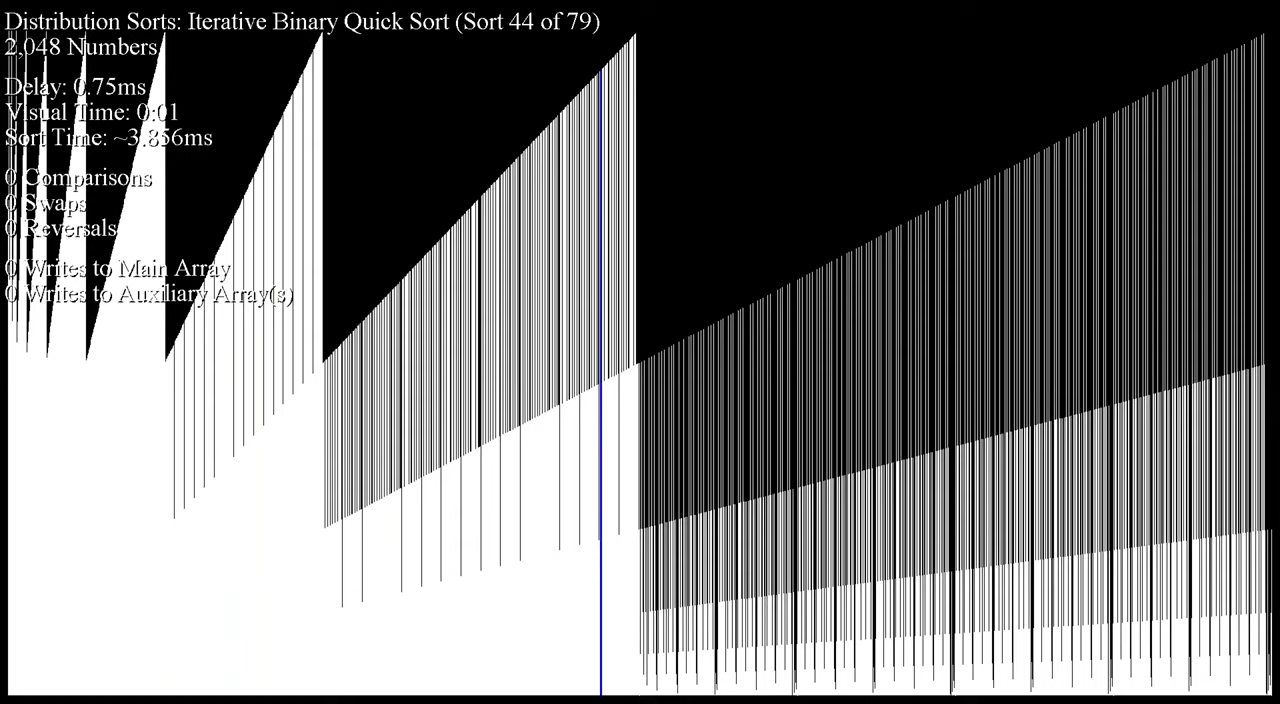 Distribution Sorts: Iterative Binary Quick Sort (Sort 44 of 79)
2,048 Numbers
Delay: 0.75ms
Visual Time: 0:01
Sort Time: ~3.856ms
0 Comparisons
0 Swaps
0 Reversals
0 Writes to Main Array
0 Writes to Auxiliary Array(s)